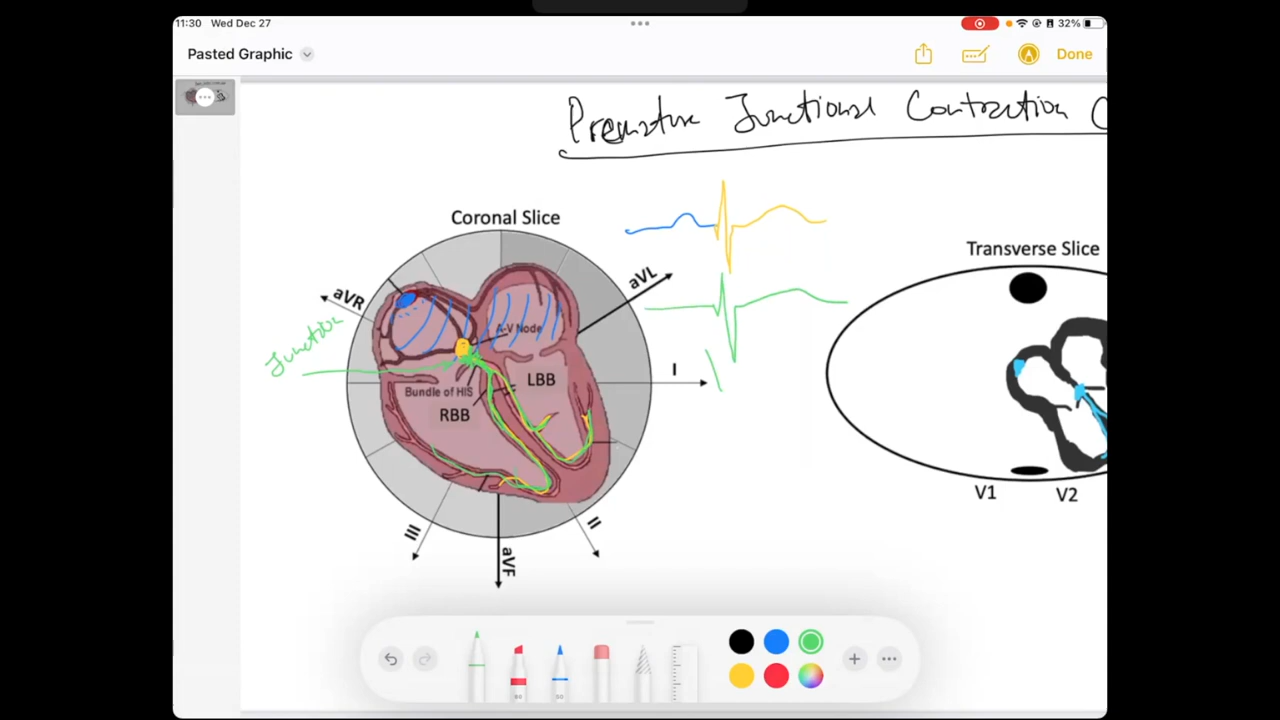 11:30 Wed Dec 27
32%
Pasted Graphic
Done
Premature Junctional Contraction (
Coronal Slice
Transverse Slice
aVR
aVL
Junction
A-V Node
I
LBB
Bundle of HIS
RBB
V1 V2
III
aVF
II